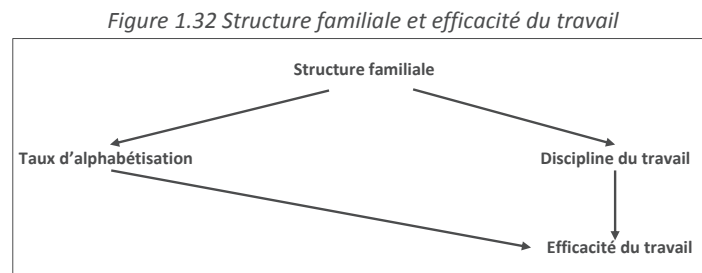 Figure 1.32 Structure familiale et efficacité du travail
Structure familiale
Taux d’alphabétisation
Discipline du travail
Efficacité du travail